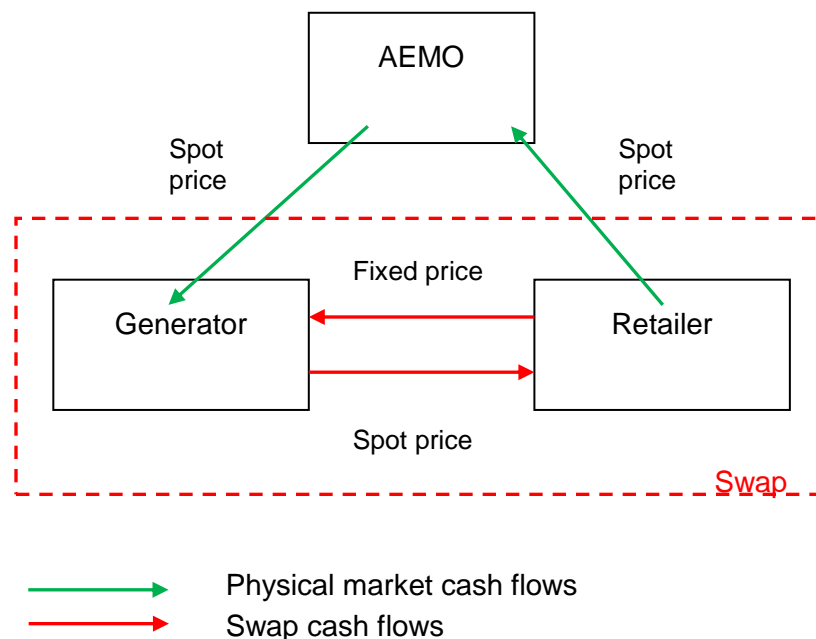 AEMO
Spot
price
Spot
price
Fixed price
Generator
Retailer
Spot price
Swap
Physical market cash flows
Swap cash flows